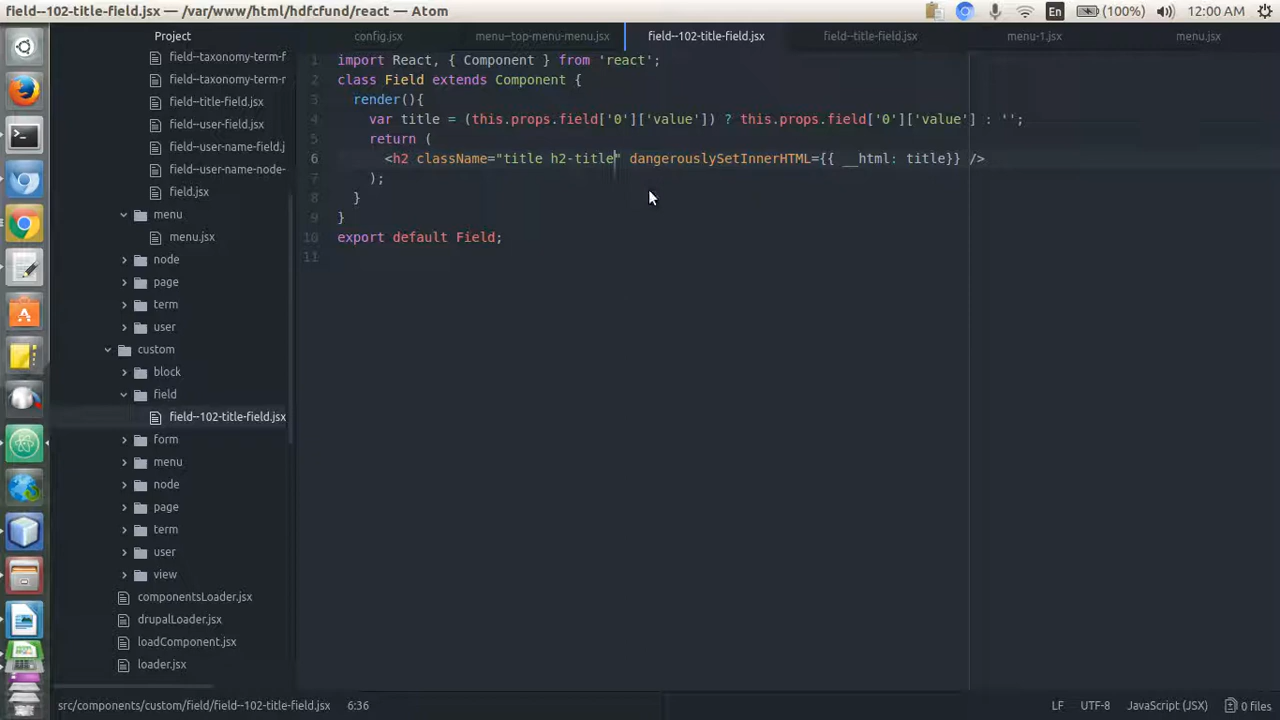 field--102-title-field.jsx — /var/www/html/hdfcfund/react — Atom
En
(100%)
12:00 AM
Project
config.jsx
menu--top-menu-menu.jsx
field--102-title-field.jsx
field--title-field.jsx
menu-1.jsx
menu.jsx
field--taxonomy-term-f
field--taxonomy-term-r
field--title-field.jsx
field--user-field.jsx
field--user-name-field.j
field--user-name-node-
field.jsx
menu
menu.jsx
node
page
term
user
custom
block
field
field--102-title-field.jsx
form
menu
node
page
term
user
view
componentsLoader.jsx
drupalLoader.jsx
loadComponent.jsx
loader.jsx
1 import React, { Component } from 'react';
2 class Field extends Component {
3 render(){
4 var title = (this.props.field['0']['value']) ? this.props.field['0']['value'] : '';
5 return (
6 <h2 className="title h2-title" dangerouslySetInnerHTML={{ __html: title}} />
7 );
8 }
9 }
10 export default Field;
11
src/components/custom/field/field--102-title-field.jsx 6:36 LF UTF-8 JavaScript (JSX) 0 files